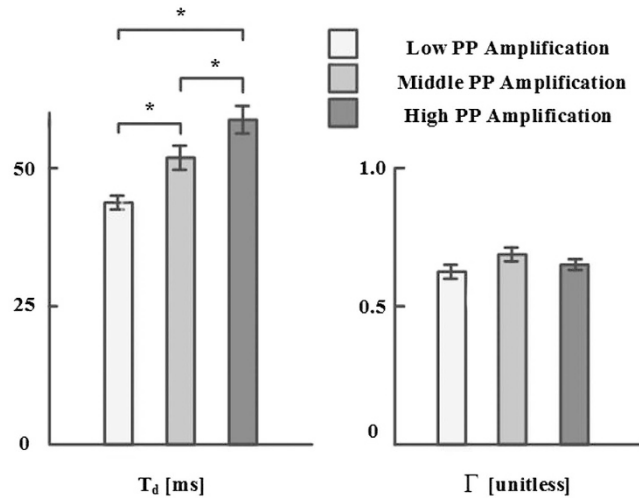 *
*
*
Low PP Amplification
Middle PP Amplification
High PP Amplification
50
25
0
T_d [ms]
1.0
0.5
0
Γ [unitless]